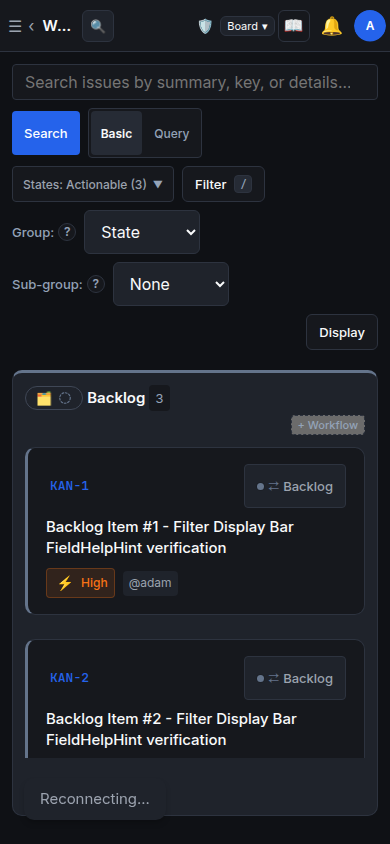 W...
Board ▾
A
Search issues by summary, key, or details...
Search
Basic
Query
States: Actionable (3) ▼
Filter /
Group: ?
State
Sub-group: ?
None
Display
Backlog 3
+ Workflow
KAN-1
⇄ Backlog
Backlog Item #1 - Filter Display Bar
FieldHelpHint verification
⚡ High
@adam
KAN-2
⇄ Backlog
Backlog Item #2 - Filter Display Bar
FieldHelpHint verification
Reconnecting...